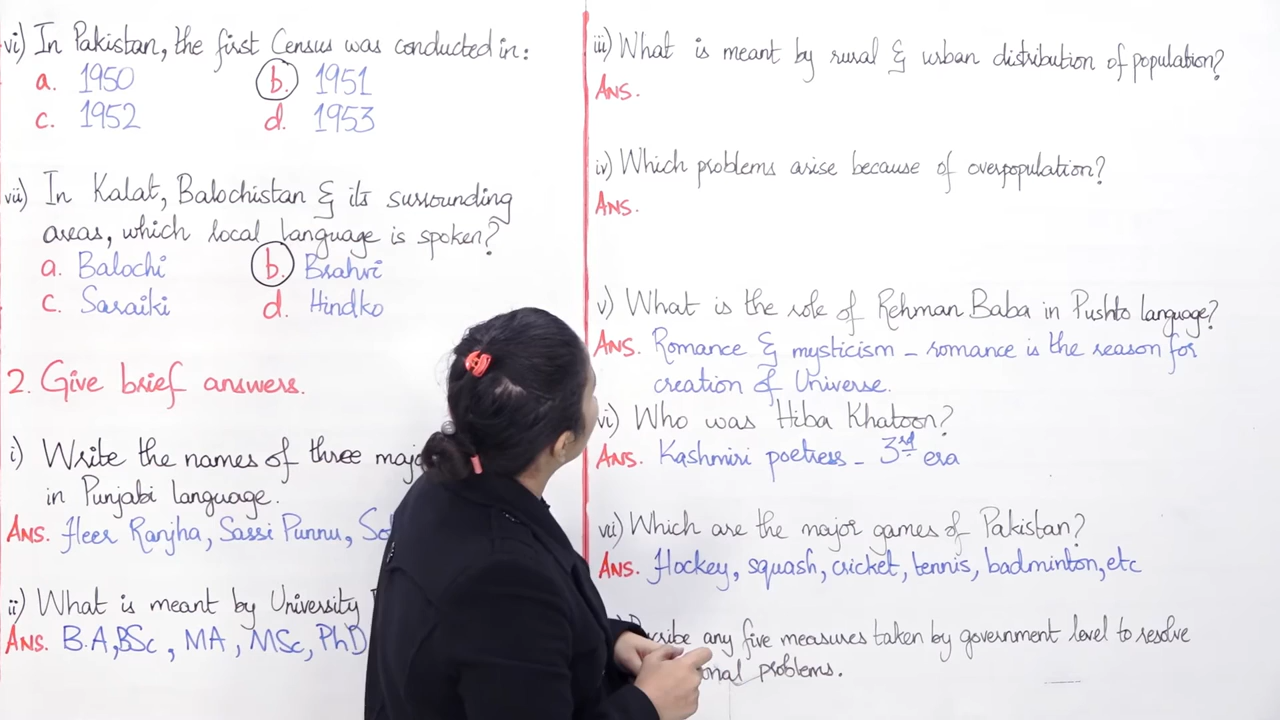 vi) In Pakistan, the first Census was conducted in:
a. 1950 b. 1951
c. 1952 d. 1953
vii) In Kalat, Balochistan & its surrounding
areas, which local language is spoken?
a. Balochi b. Brahvi
c. Saraiki d. Hindko
2. Give brief answers.
i) Write the names of three
in Punjabi language.
Ans. Heer Ranjha, Sassi Punnu,
ii) What is meant by University
Ans. B.A, BSc, MA, MSc, PhD
iii) What is meant by rural & urban distribution of population?
Ans.
iv) Which problems arise because of overpopulation?
Ans.
v) What is the role of Rehman Baba in Pushto language?
Ans. Romance & mysticism - romance is the reason for
creation of Universe.
vi) Who was Hiba Khatoon?
Ans. Kashmiri poetress - 3rd era
vii) Which are the major games of Pakistan?
Ans. Hockey, squash, cricket, tennis, badminton, etc
any five measures taken by government level to resolve
problems.